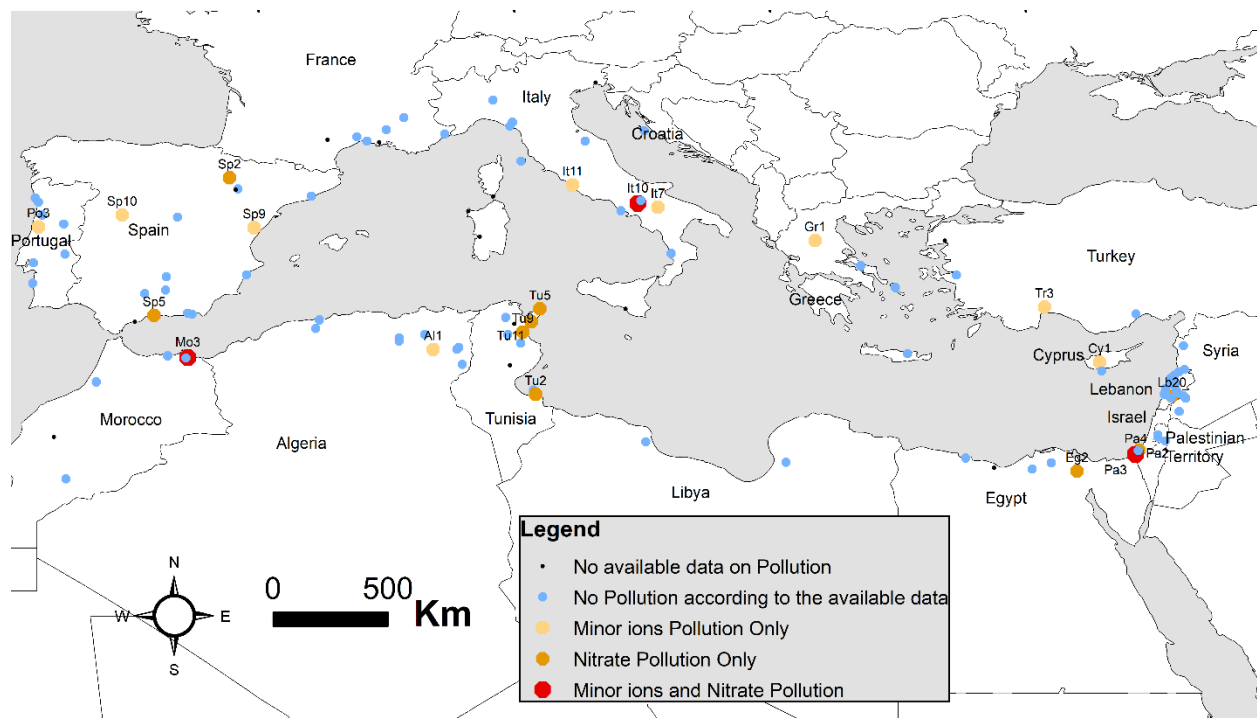 France
Italy
Croatia
Sp2
It11
It10
It7
Sp10
Po3
Spain
Sp9
Portugal
Gr1
Turkey
Greece
Tu5
Tr3
Sp5
Tu9
Tu11
Mo3
Al1
Cyprus
Cy1
Syria
Tu2
Lb20
Lebanon
Morocco
Tunisia
Israel
Algeria
Pa4
Palestinian
Pa2
Territory
Eg2
Pa3
Libya
Egypt
Legend
No available data on Pollution
No Pollution according to the available data
Minor ions Pollution Only
Nitrate Pollution Only
Minor ions and Nitrate Pollution
N
W
E
S
0 500
Km